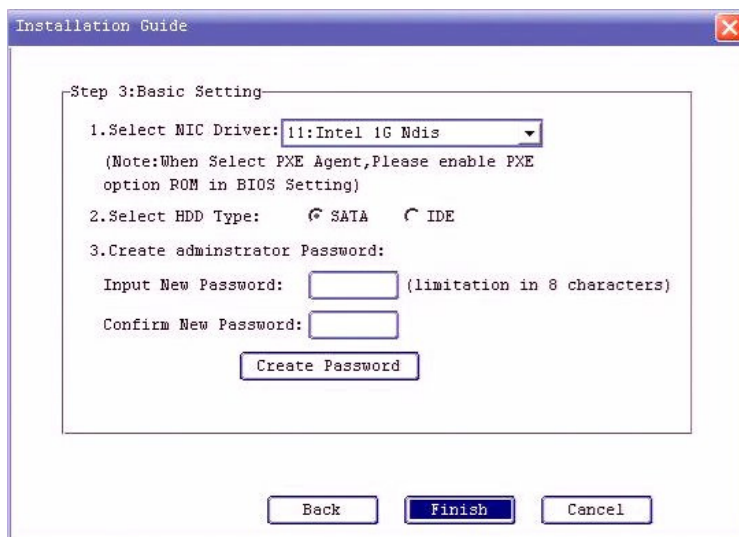 Installation Guide
Step 3:Basic Setting
1.Select NIC Driver: 11:Intel 1G Ndis
(Note:When Select PXE Agent,Please enable PXE
option ROM in BIOS Setting)
2.Select HDD Type: SATA IDE
3.Create adminstrator Password:
Input New Password: (limitation in 8 characters)
Confirm New Password:
Create Password
Back Finish Cancel